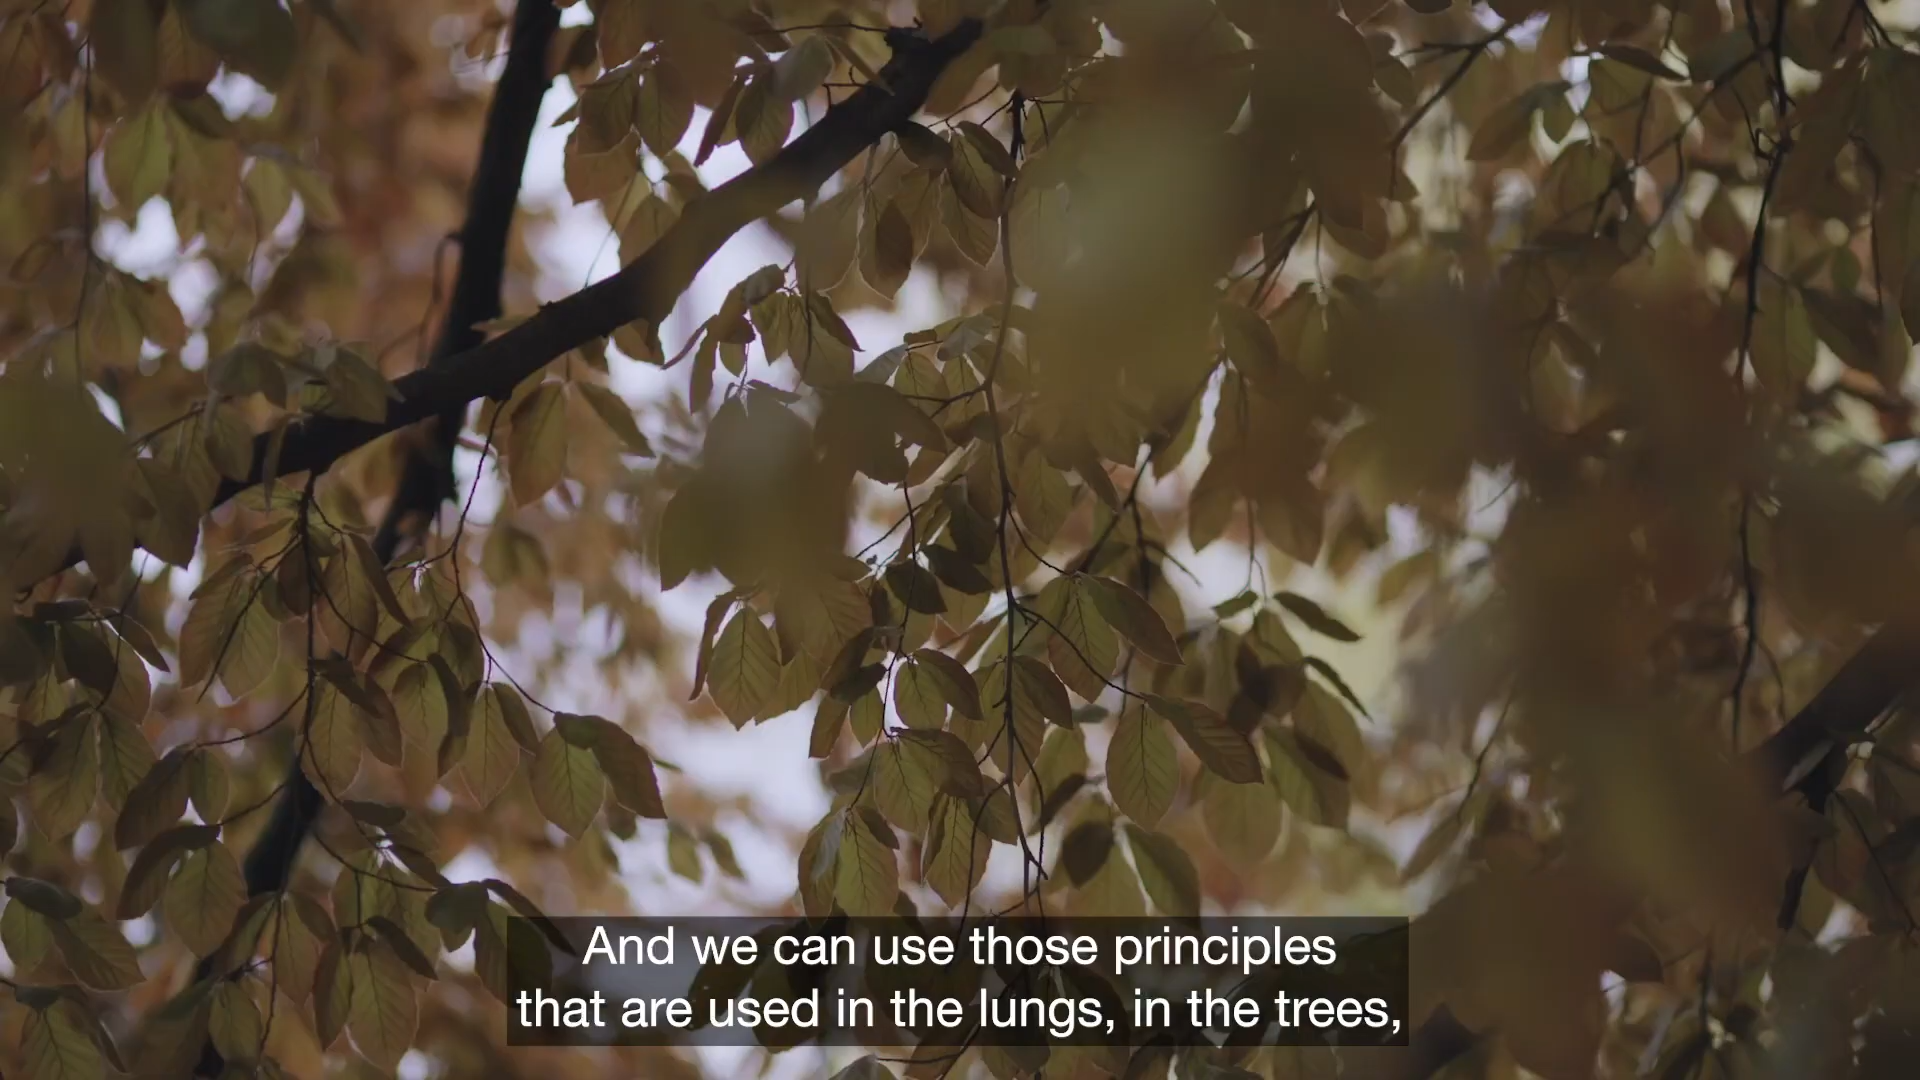 And we can use those principles
that are used in the lungs, in the trees,